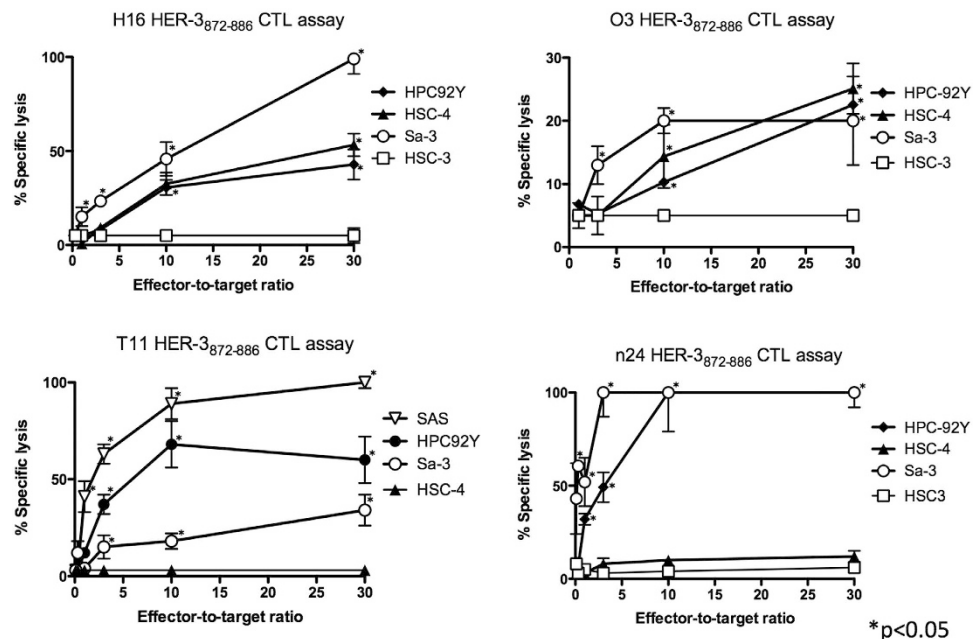 H16 HER-3872-886 CTL assay
% Specific lysis
100
50
0
0 5 10 15 20 25 30
Effector-to-target ratio
* * * * * * *
HPC92Y
HSC-4
Sa-3
HSC-3
O3 HER-3872-886 CTL assay
% Specific lysis
30
20
10
0
0 5 10 15 20 25 30
Effector-to-target ratio
* * * * * * *
HPC-92Y
HSC-4
Sa-3
HSC-3
T11 HER-3872-886 CTL assay
% Specific lysis
100
50
0
0 5 10 15 20 25 30
Effector-to-target ratio
* * * * * * * * * *
SAS
HPC92Y
Sa-3
HSC-4
n24 HER-3872-886 CTL assay
% Specific lysis
100
50
0
0 5 10 15 20 25 30
Effector-to-target ratio
* * * * * * *
HPC-92Y
HSC-4
Sa-3
HSC3
*p<0.05